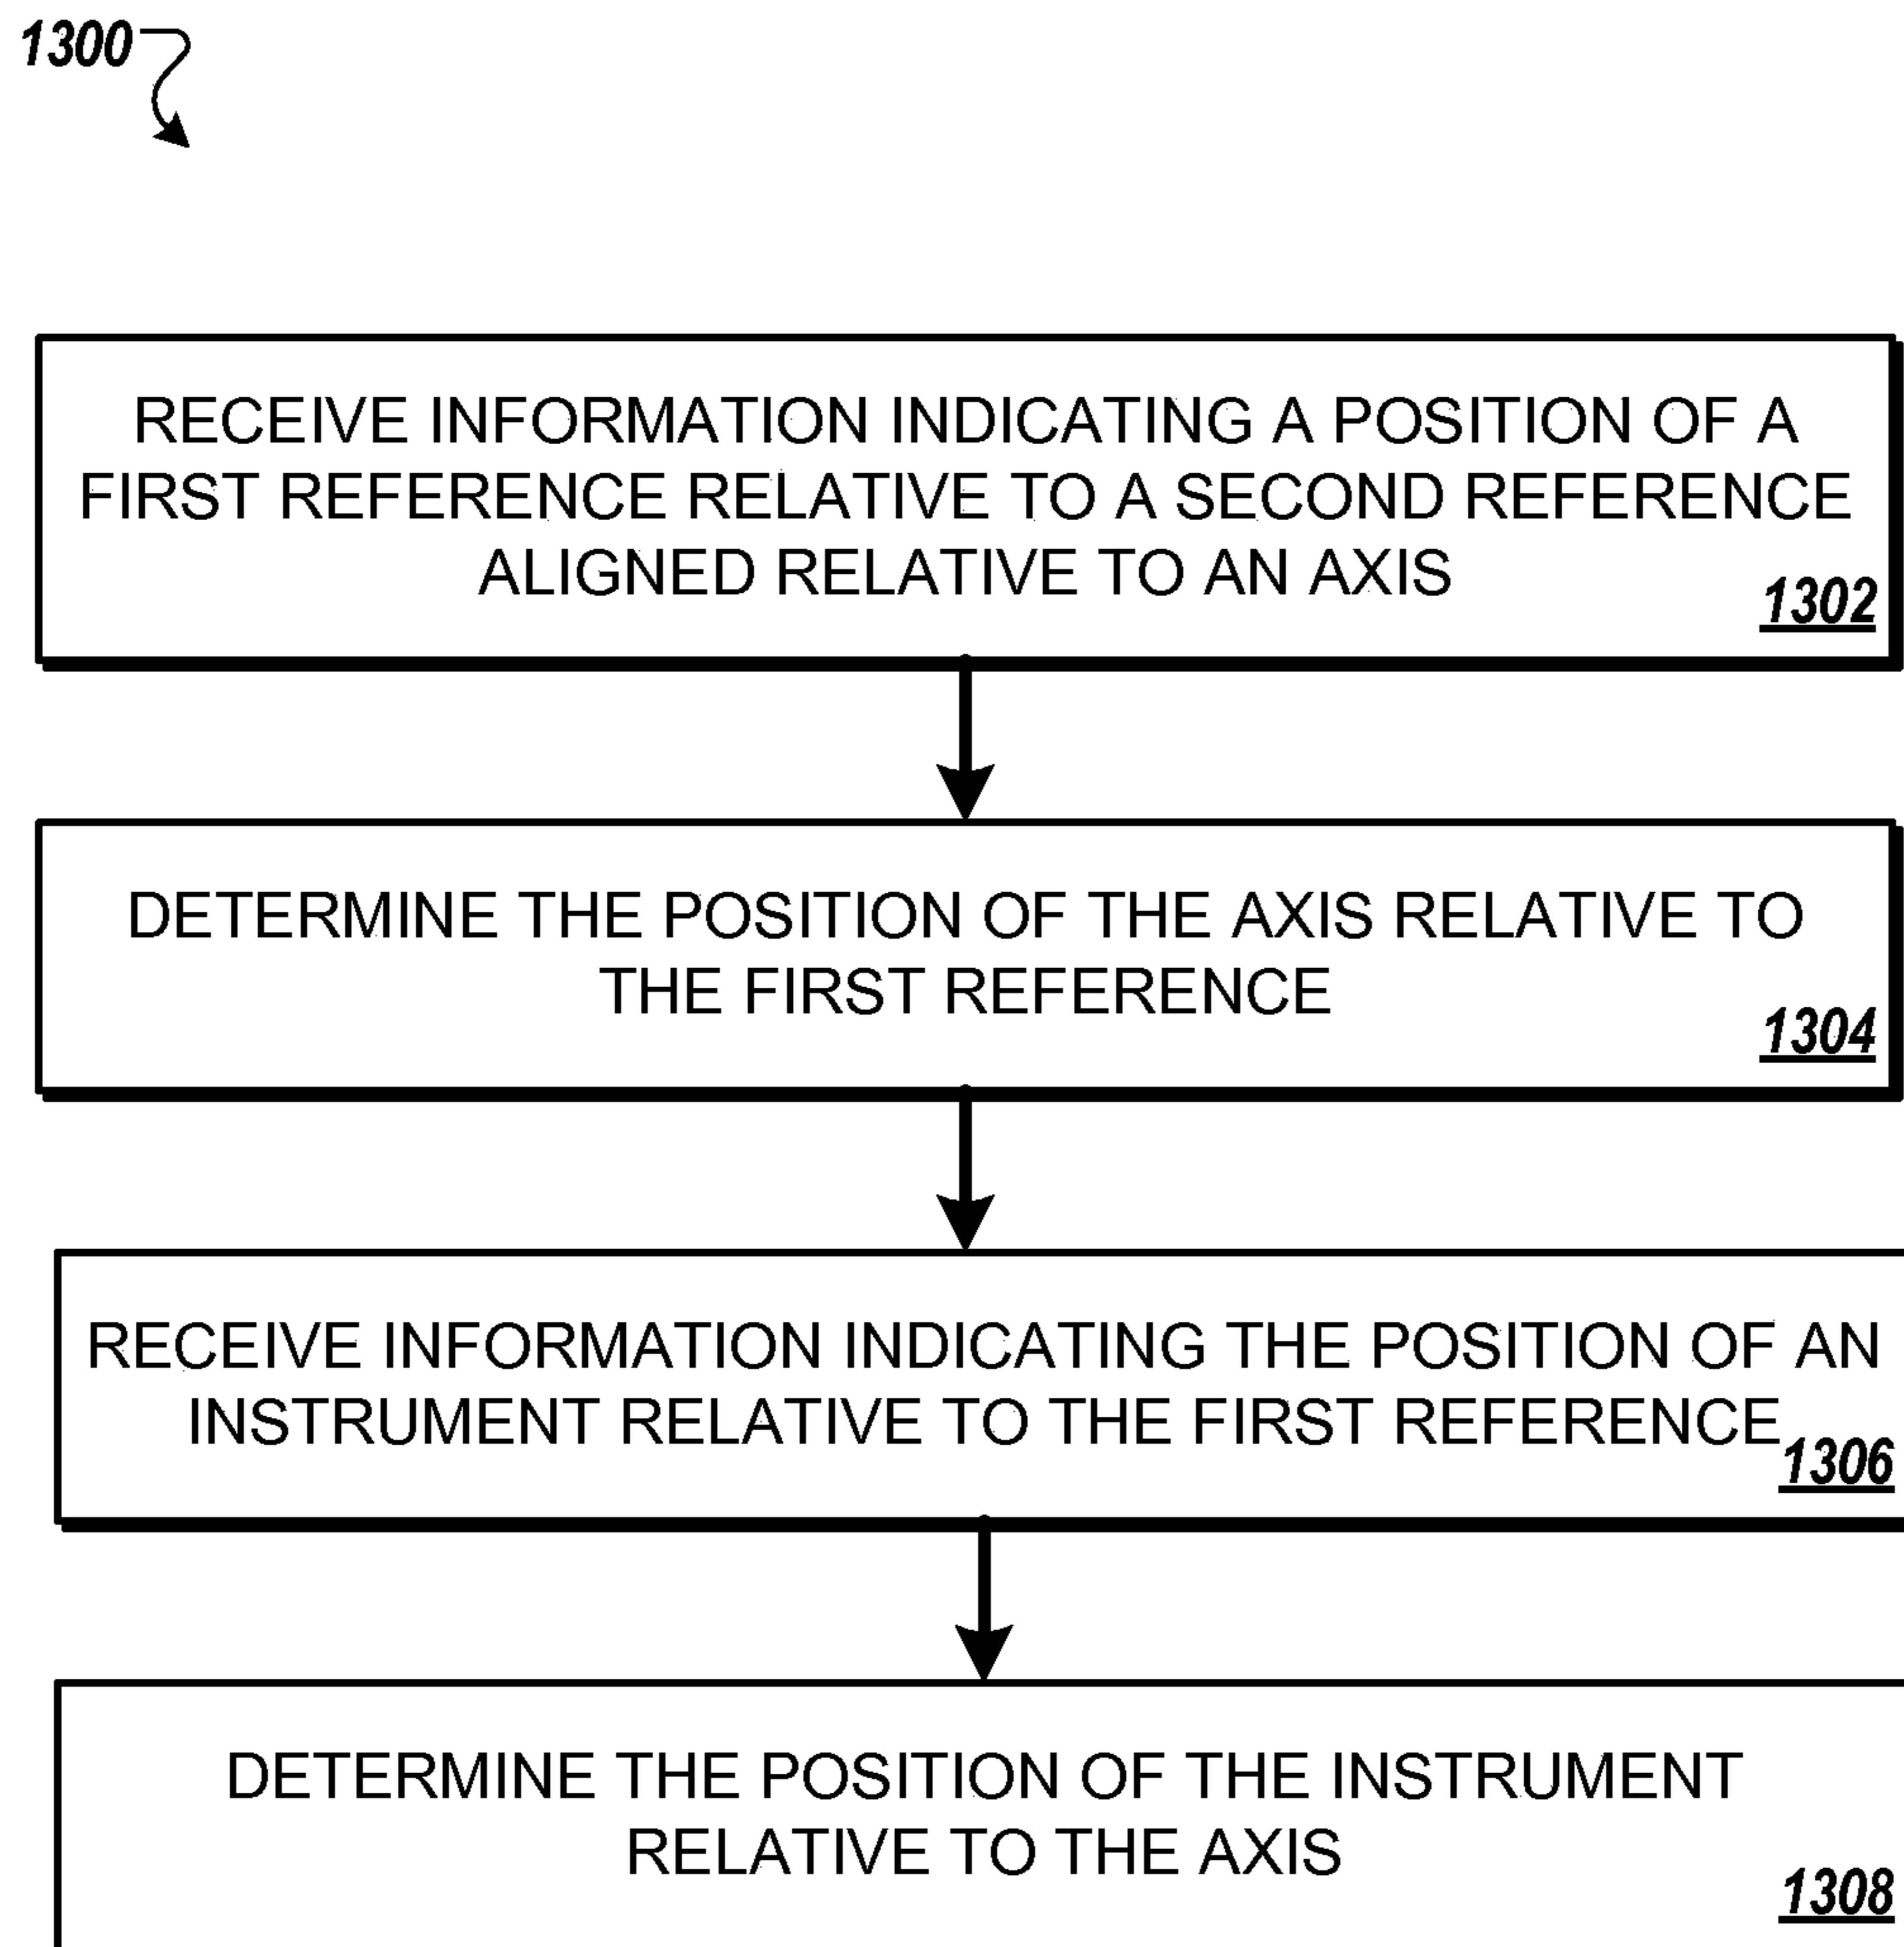 1300
RECEIVE INFORMATION INDICATING A POSITION OF A
FIRST REFERENCE RELATIVE TO A SECOND REFERENCE
ALIGNED RELATIVE TO AN AXIS
1302
DETERMINE THE POSITION OF THE AXIS RELATIVE TO
THE FIRST REFERENCE
1304
RECEIVE INFORMATION INDICATING THE POSITION OF AN
INSTRUMENT RELATIVE TO THE FIRST REFERENCE
1306
DETERMINE THE POSITION OF THE INSTRUMENT
RELATIVE TO THE AXIS
1308